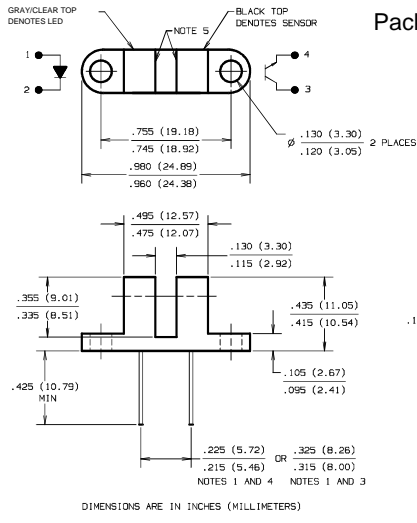 GRAY/CLEAR TOP
DENOTES LED
BLACK TOP
DENOTES SENSOR
Pack
NOTE 5
1
2
4
3
.755 (19.18)
.745 (18.92)
Ø .130 (3.30)
.120 (3.05)
2 PLACES
.980 (24.89)
.960 (24.38)
.495 (12.57)
.475 (12.07)
.130 (3.30)
.115 (2.92)
.355 (9.01)
.335 (8.51)
.435 (11.05)
.415 (10.54)
.1
.105 (2.67)
.095 (2.41)
.425 (10.79)
MIN
.225 (5.72)
.215 (5.46)
OR
.325 (8.26)
.315 (8.00)
NOTES 1 AND 4
NOTES 1 AND 3
DIMENSIONS ARE IN INCHES (MILLIMETERS)